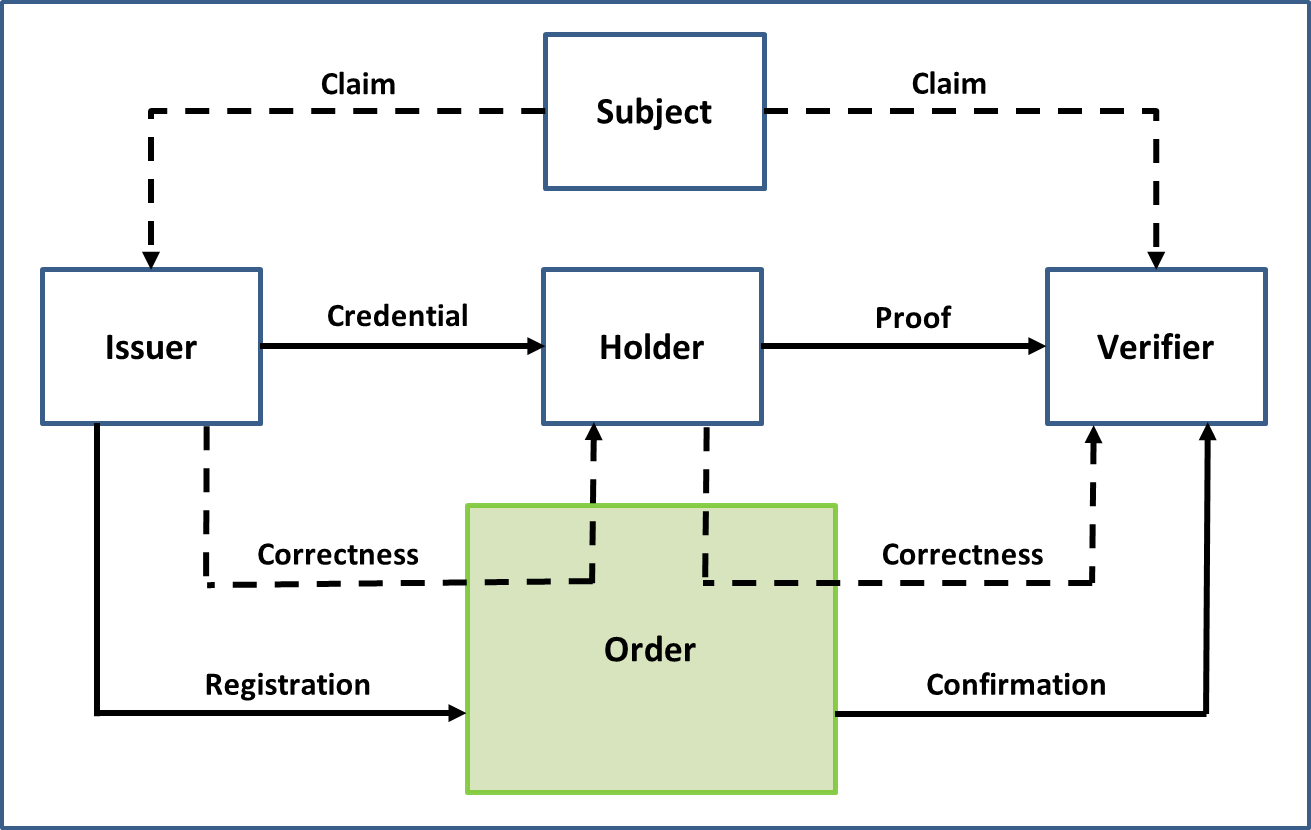 Claim
Claim
Subject
Credential
Proof
Issuer
Holder
Verifier
Correctness
Correctness
Order
Registration
Confirmation